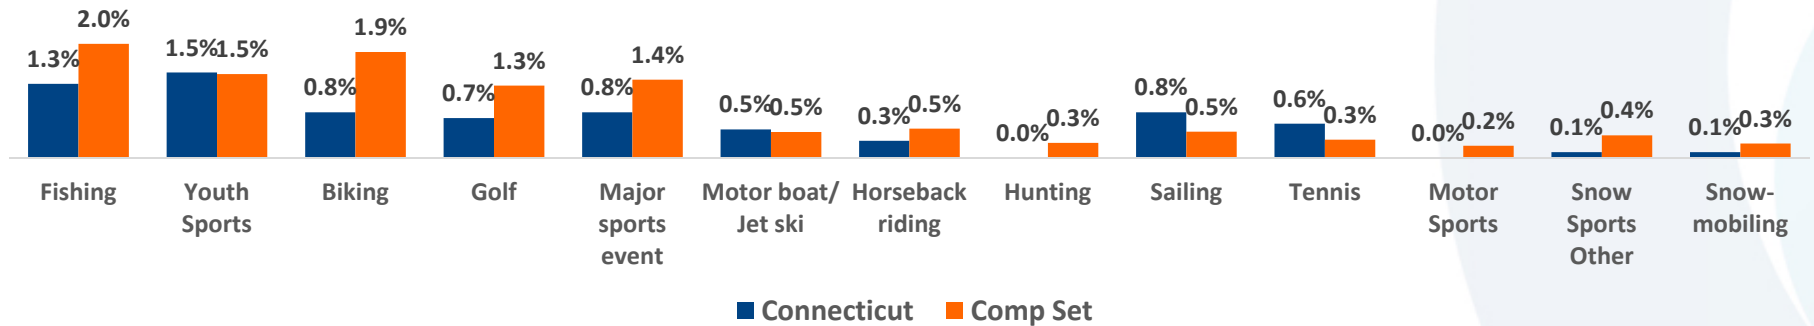 1.3% 2.0% 1.5% 1.5% 0.8% 1.9% 0.7% 1.3% 0.8% 1.4% 0.5% 0.5% 0.3% 0.5% 0.0% 0.3% 0.8% 0.5% 0.6% 0.3% 0.0% 0.2% 0.1% 0.4% 0.1% 0.3%
Fishing
Youth
Sports
Biking
Golf
Major
sports
event
Motor boat/
Jet ski
Horseback
riding
Hunting
Sailing
Tennis
Motor
Sports
Snow
Sports
Other
Snow-
mobiling
Connecticut Comp Set